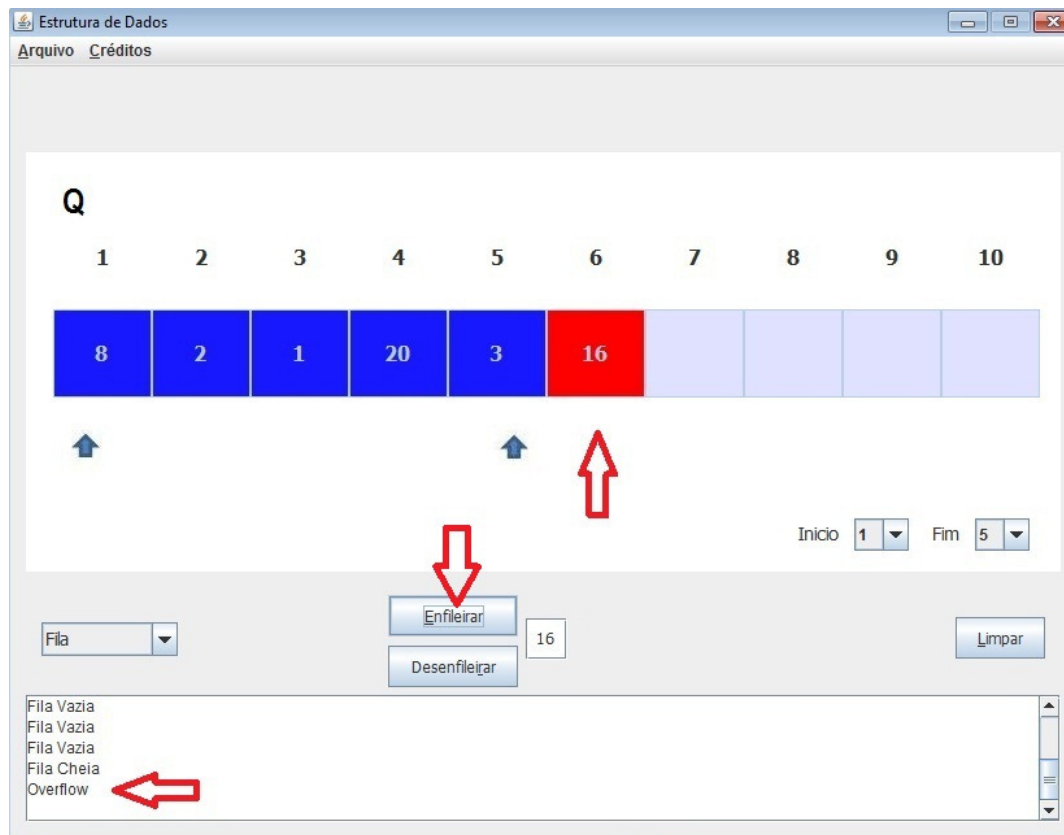 Estrutura de Dados
Arquivo Créditos
Q
1 2 3 4 5 6 7 8 9 10
8 2 1 20 3 16
Inicio 1 Fim 5
Enfileirar
Fila 16 Limpar
Desenfileirar
Fila Vazia
Fila Vazia
Fila Vazia
Fila Cheia
Overflow